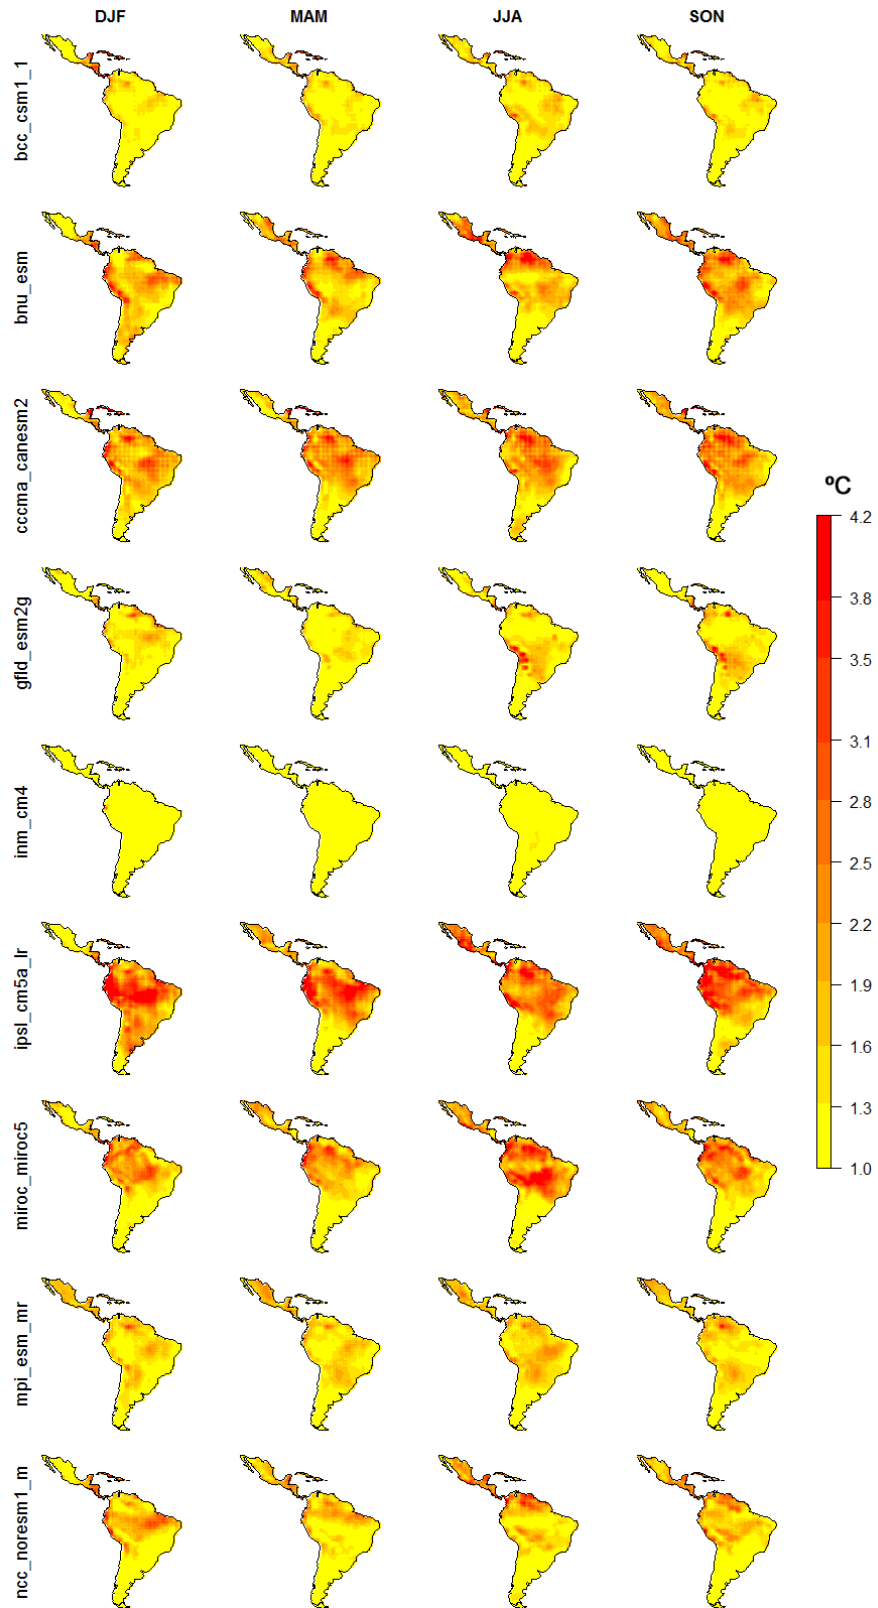 DJF MAM JJA SON
bcc_csm1_1
bnu_esm
cccma_canesm2
gfld_esm2g
inm_cm4
ipsl_cm5a_lr
miroc_miroc5
mpi_esm_mr
ncc_noresm1_m
ºC
4.2
3.8
3.5
3.1
2.8
2.5
2.2
1.9
1.6
1.3
1.0